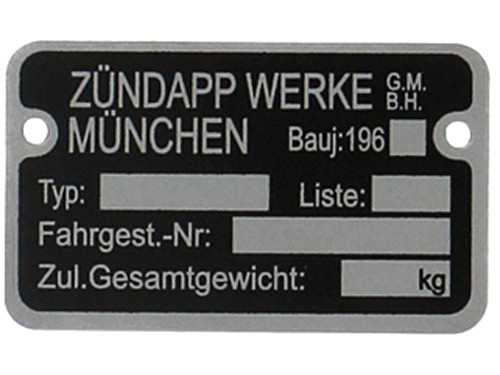 ZÜNDAPP WERKE G.M.B.H.
MÜNCHEN Bauj:196
Typ: Liste:
Fahrgest.-Nr:
Zul.Gesamtgewicht: kg